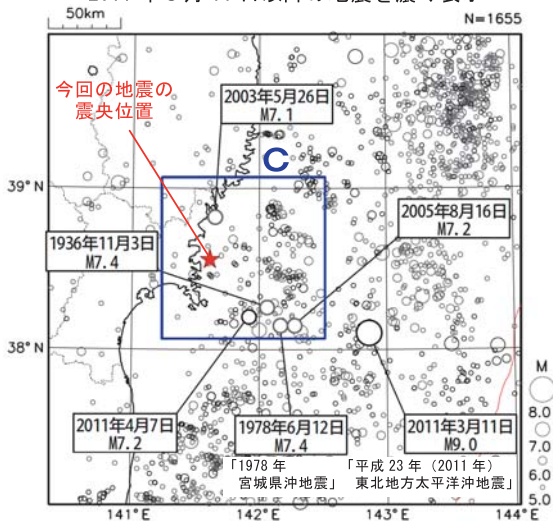 50km
N=1655
今回の地震の
震央位置
2003年5月26日
M7.1
C
39°N
2005年8月16日
M7.2
1936年11月3日
M7.4
38°N
M
8.0
7.0
6.0
5.0
2011年4月7日
M7.2
1978年6月12日
M7.4
2011年3月11日
M9.0
「1978 年
宮城県沖地震」
「平成 23 年（2011 年）
東北地方太平洋沖地震」
141°E
142°E
143°E
144°E